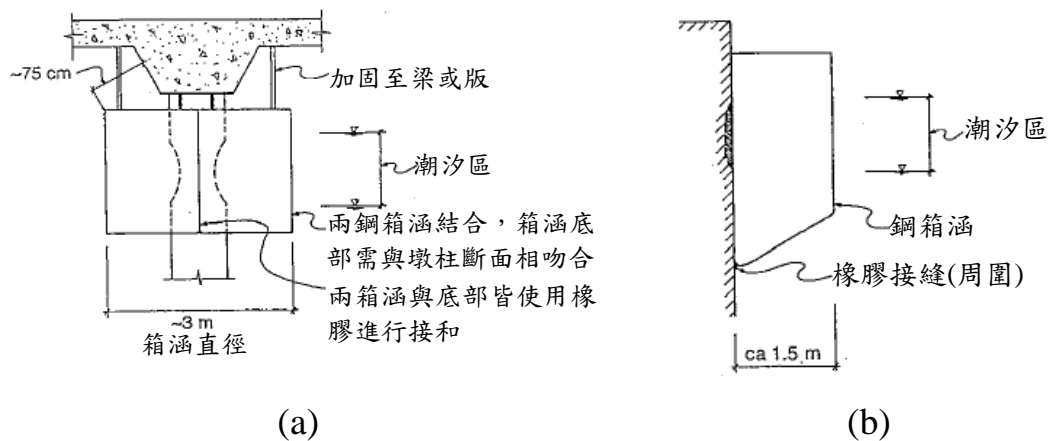 ~75 cm
加固至梁或版
潮汐區
兩鋼箱涵結合，箱涵底
部需與墩柱斷面相吻合
兩箱涵與底部皆使用橡
膠進行接和
~3 m
箱涵直徑
(a)
潮汐區
鋼箱涵
橡膠接縫(周圍)
ca 1.5 m
(b)